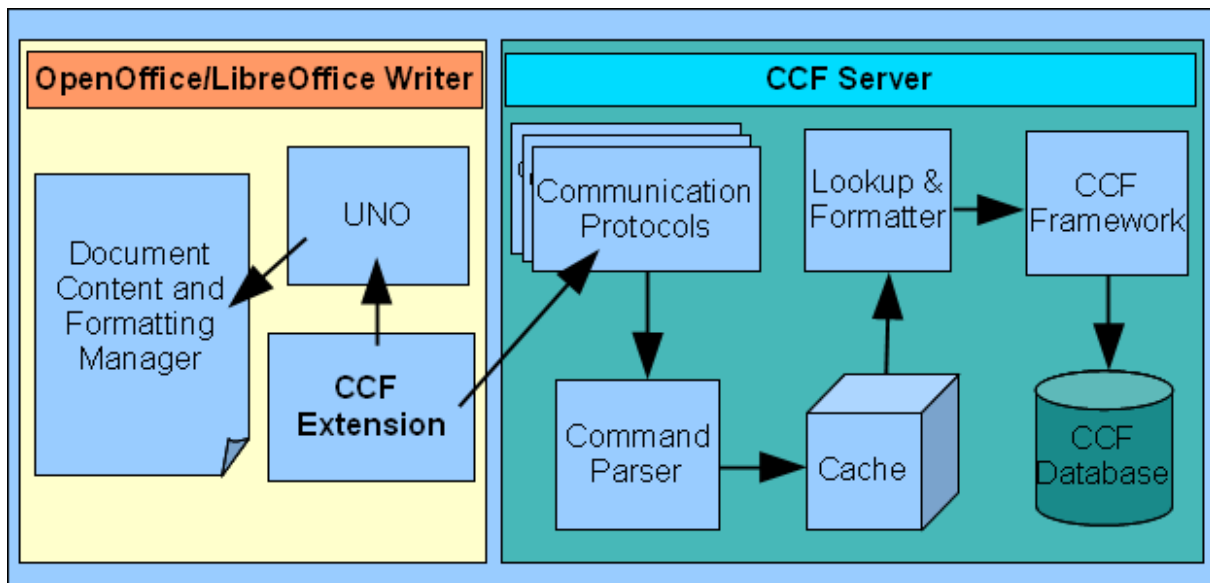 OpenOffice/LibreOffice Writer
CCF Server
Document
Content and
Formatting
Manager
UNO
CCF
Extension
Communication
Protocols
Command
Parser
Cache
Lookup &
Formatter
CCF
Framework
CCF
Database